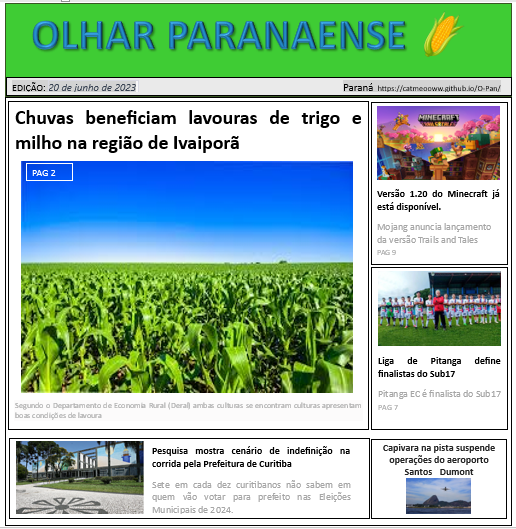 OLHAR PARANAENSE
EDIÇÃO: 20 de junho de 2023
Paraná https://catmeooww.github.io/O-Pan/
Chuvas beneficiam lavouras de trigo e
milho na região de Ivaiporã
PAG 2
Segundo o Departamento de Economia Rural (Deral) ambas culturas se encontram culturas apresentam
boas condições de lavoura
MINECRAFT
Versão 1.20 do Minecraft já
está disponível.
Mojang anuncia lançamento
da versão Trails and Tales
PAG 9
Liga de Pitanga define
finalistas do Sub17
Pitanga EC é finalista do Sub17
PAG 7
Pesquisa mostra cenário de indefinição na
corrida pela Prefeitura de Curitiba
Sete em cada dez curitibanos não sabem em
quem vão votar para prefeito nas Eleições
Municipais de 2024.
Capivara na pista suspende
operações do aeroporto
Santos Dumont